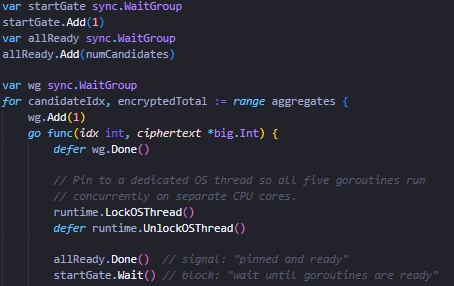 var startGate sync.WaitGroup
startGate.Add(1)
var allReady sync.WaitGroup
allReady.Add(numCandidates)

var wg sync.WaitGroup
for candidateIdx, encryptedTotal := range aggregates {
    wg.Add(1)
    go func(idx int, ciphertext *big.Int) {
        defer wg.Done()

        // Pin to a dedicated OS thread so all five goroutines run
        // concurrently on separate CPU cores.
        runtime.LockOSThread()
        defer runtime.UnlockOSThread()

        allReady.Done()  // signal: "pinned and ready"
        startGate.Wait() // block: "wait until goroutines are ready"